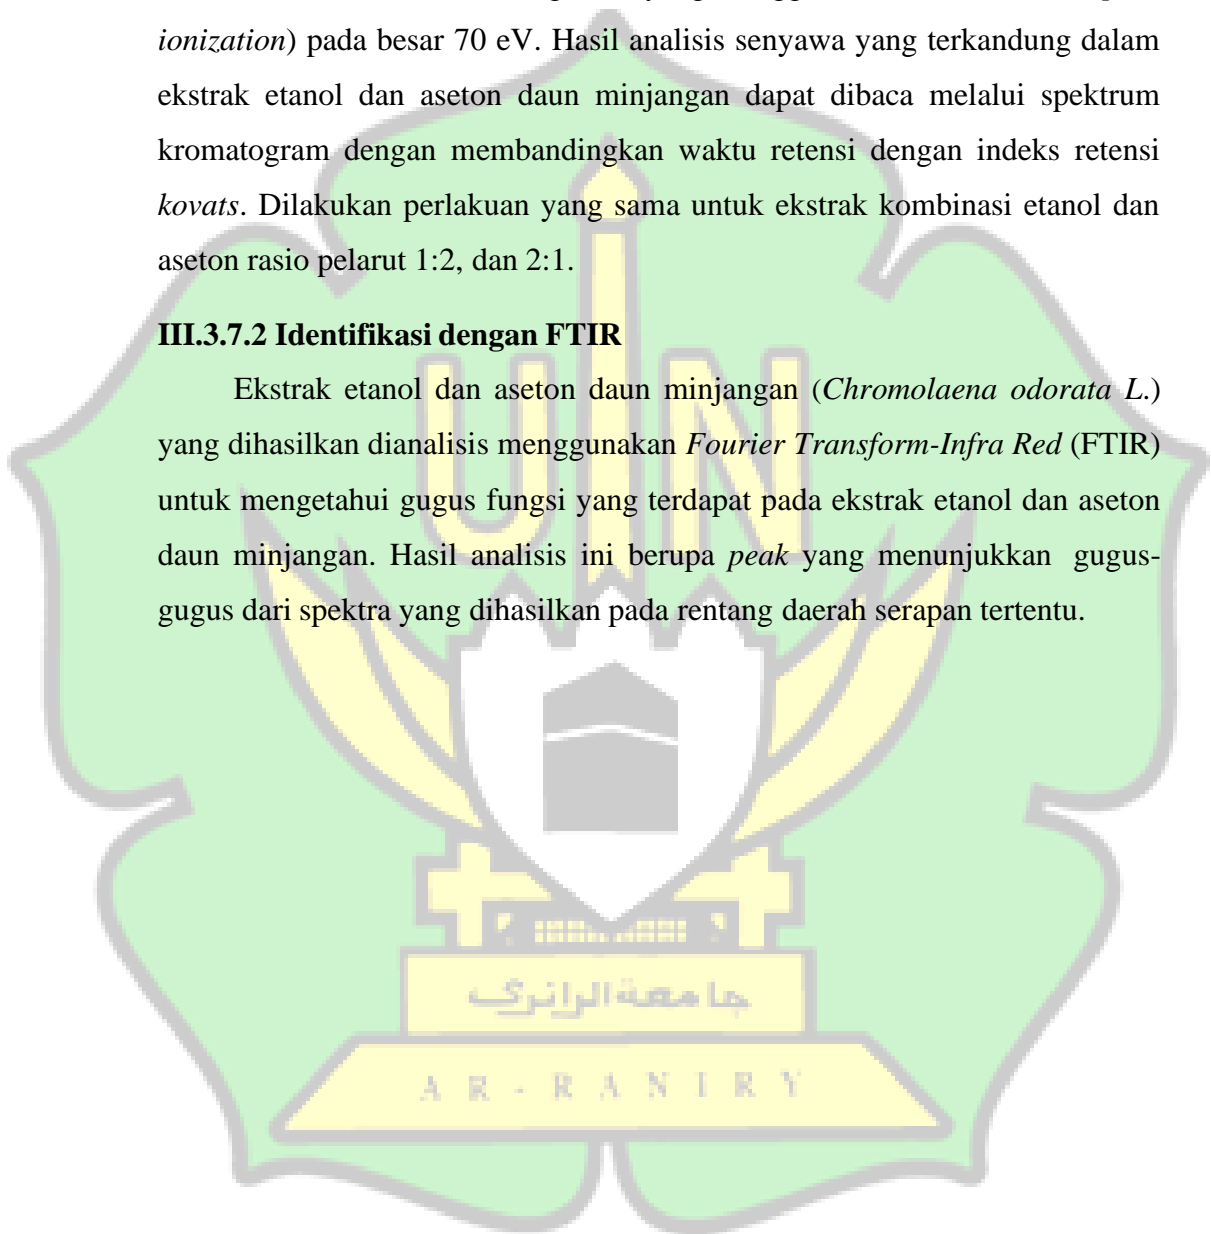 ionization) pada besar 70 eV. Hasil analisis senyawa yang terkandung dalam
ekstrak etanol dan aseton daun minjangan dapat dibaca melalui spektrum
kromatogram dengan membandingkan waktu retensi dengan indeks retensi
kovats. Dilakukan perlakuan yang sama untuk ekstrak kombinasi etanol dan
aseton rasio pelarut 1:2, dan 2:1.
III.3.7.2 Identifikasi dengan FTIR
Ekstrak etanol dan aseton daun minjangan (Chromolaena odorata L.)
yang dihasilkan dianalisis menggunakan Fourier Transform-Infra Red (FTIR)
untuk mengetahui gugus fungsi yang terdapat pada ekstrak etanol dan aseton
daun minjangan. Hasil analisis ini berupa peak yang menunjukkan gugus-
gugus dari spektra yang dihasilkan pada rentang daerah serapan tertentu.
UIN
جامعة الرانري
AR-RANIRY